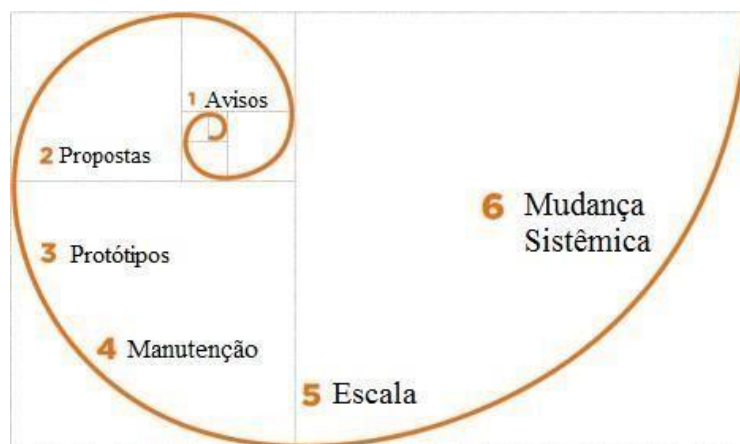 1 Avisos
2 Propostas
3 Protótipos
4 Manutenção
5 Escala
6 Mudança
Sistêmica